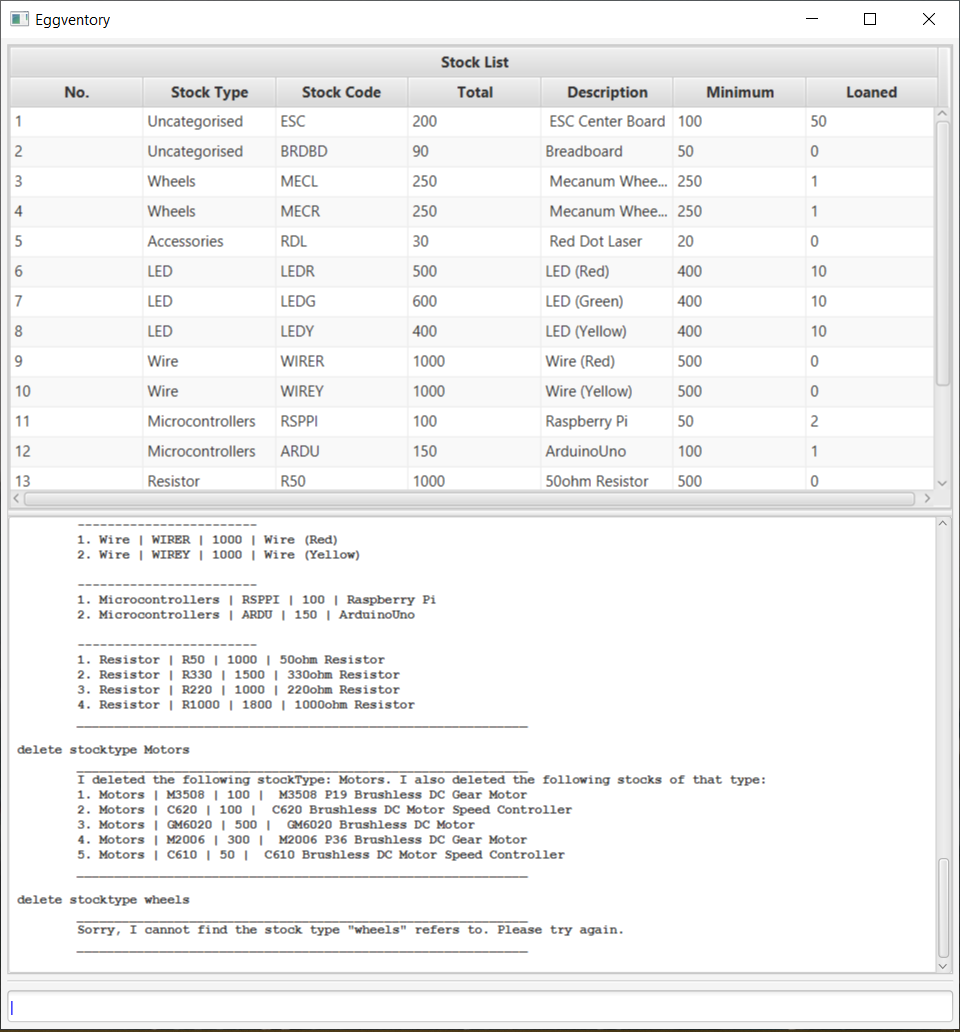 Eggventory
Stock List
No. Stock Type Stock Code Total Description Minimum Loaned
1 Uncategorised ESC 200 ESC Center Board 100 50
2 Uncategorised BRDBD 90 Breadboard 50 0
3 Wheels MECL 250 Mecanum Whee... 250 1
4 Wheels MECR 250 Mecanum Whee... 250 1
5 Accessories RDL 30 Red Dot Laser 20 0
6 LED LEDR 500 LED (Red) 400 10
7 LED LEDG 600 LED (Green) 400 10
8 LED LEDY 400 LED (Yellow) 400 10
9 Wire WIRER 1000 Wire (Red) 500 0
10 Wire WIREY 1000 Wire (Yellow) 500 0
11 Microcontrollers RSPPI 100 Raspberry Pi 50 2
12 Microcontrollers ARDU 150 ArduinoUno 100 1
13 Resistor R50 1000 50ohm Resistor 500 0
------------------------
1. Wire | WIRER | 1000 | Wire (Red)
2. Wire | WIREY | 1000 | Wire (Yellow)
------------------------
1. Microcontrollers | RSPPI | 100 | Raspberry Pi
2. Microcontrollers | ARDU | 150 | ArduinoUno
------------------------
1. Resistor | R50 | 1000 | 50ohm Resistor
2. Resistor | R330 | 1500 | 330ohm Resistor
3. Resistor | R220 | 1000 | 220ohm Resistor
4. Resistor | R1000 | 1800 | 1000ohm Resistor
____________________________________________________________
delete stocktype Motors
____________________________________________________________
I deleted the following stockType: Motors. I also deleted the following stocks of that type:
1. Motors | M3508 | 100 |  M3508 P19 Brushless DC Gear Motor
2. Motors | C620 | 100 |  C620 Brushless DC Motor Speed Controller
3. Motors | GM6020 | 500 |  GM6020 Brushless DC Motor
4. Motors | M2006 | 300 |  M2006 P36 Brushless DC Gear Motor
5. Motors | C610 | 50 |  C610 Brushless DC Motor Speed Controller
____________________________________________________________
delete stocktype wheels
____________________________________________________________
Sorry, I cannot find the stock type "wheels" refers to. Please try again.
____________________________________________________________